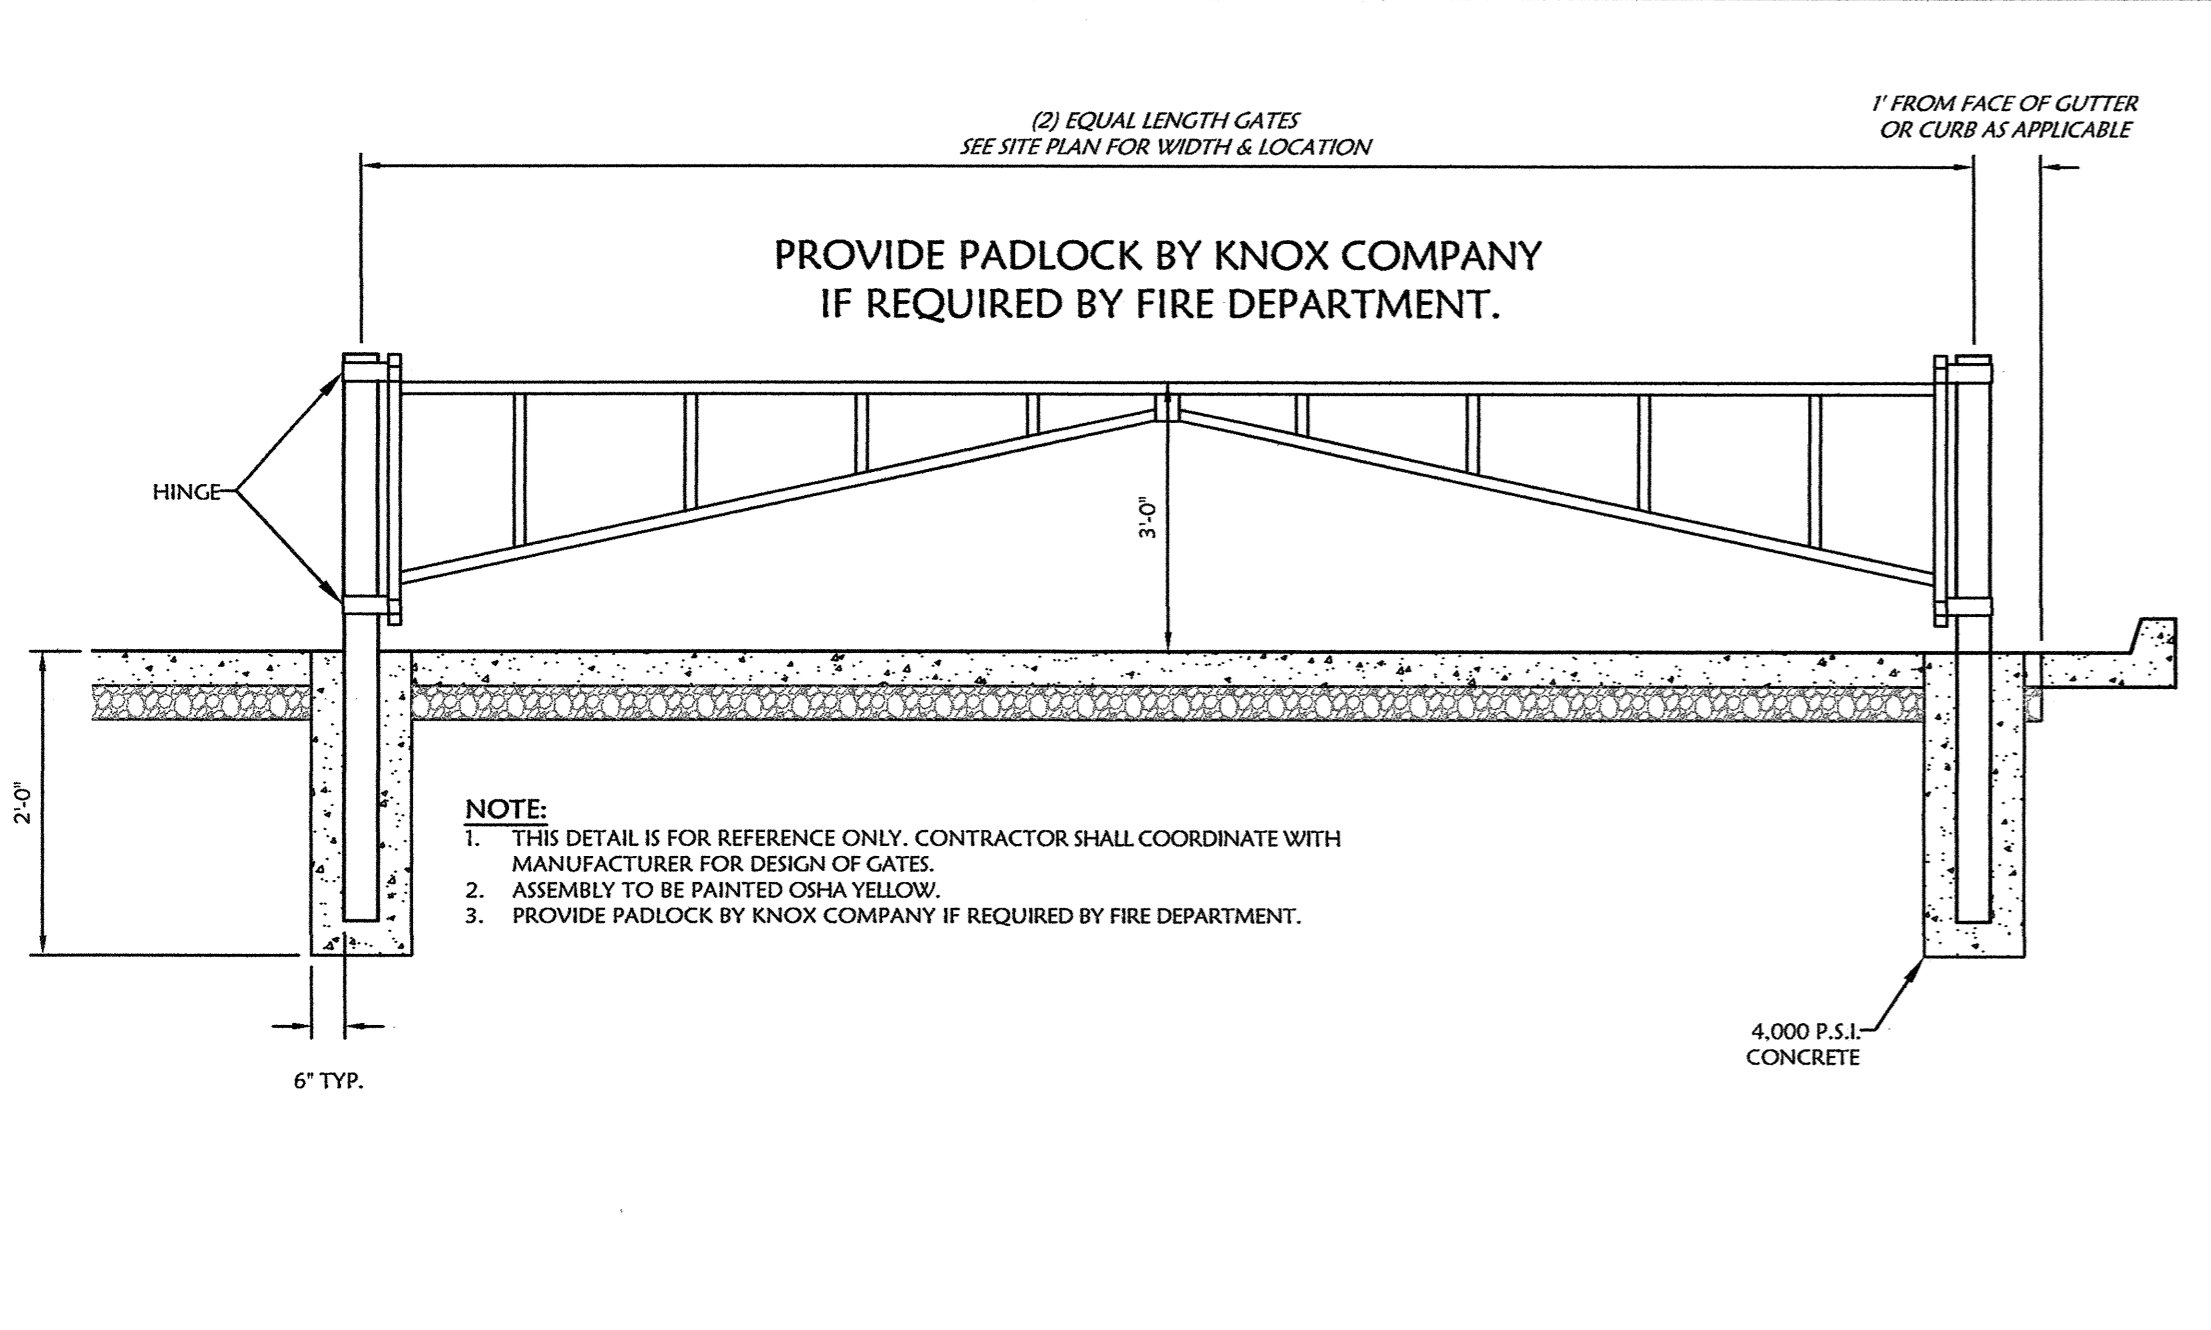 (2) EQUAL LENGTH GATES
SEE SITE PLAN FOR WIDTH & LOCATION
1' FROM FACE OF GUTTER
OR CURB AS APPLICABLE
PROVIDE PADLOCK BY KNOX COMPANY
IF REQUIRED BY FIRE DEPARTMENT.
HINGE
3'-0"
2'-0"
NOTE:
1. THIS DETAIL IS FOR REFERENCE ONLY. CONTRACTOR SHALL COORDINATE WITH
MANUFACTURER FOR DESIGN OF GATES.
2. ASSEMBLY TO BE PAINTED OSHA YELLOW.
3. PROVIDE PADLOCK BY KNOX COMPANY IF REQUIRED BY FIRE DEPARTMENT.
4,000 P.S.I.
CONCRETE
6" TYP.